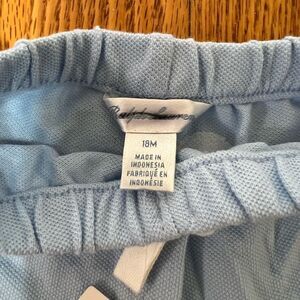 Ralph Lauren
18M
MADE IN
INDONESIA
FABRIQUÉ EN
INDONÉSIE